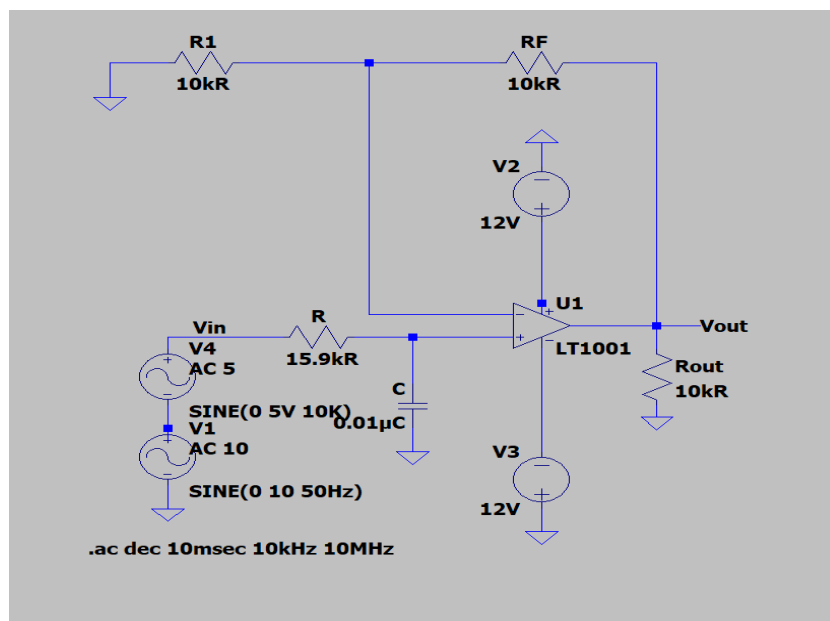 R1
10kR
RF
10kR
V2
12V
U1
LT1001
Vout
Rout
10kR
Vin
R
15.9kR
V4
AC 5
SINE(0 5V 10K)
C
0.01µC
V1
AC 10
SINE(0 10 50Hz)
V3
12V
.ac dec 10msec 10kHz 10MHz